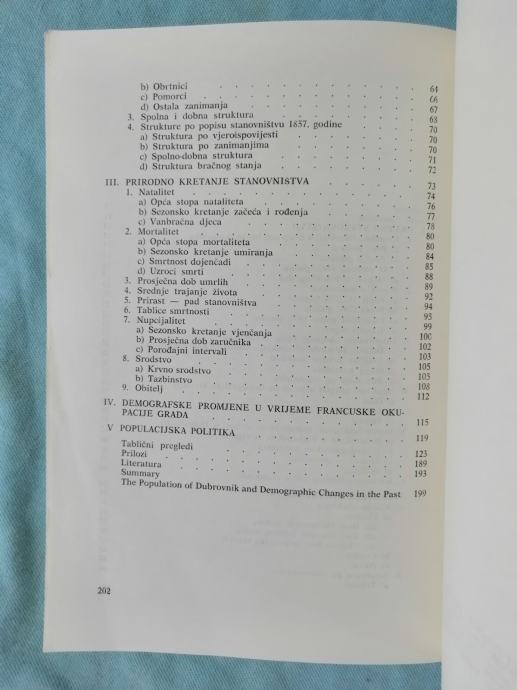 b) Obrtnici 64
c) Pomorci 66
d) Ostala zanimanja 67
3. Spolna i dobna struktura 68
4. Strukture po popisu stanovništvu 1857. godine 70
a) Struktura po vjeroispovijesti 70
b) Struktura po zanimanjima 70
c) Spolno-dobna struktura 71
d) Struktura bračnog stanja 72
III. PRIRODNO KRETANJE STANOVNISTVA 73
1. Natalitet 74
a) Opća stopa nataliteta 76
b) Sezonsko kretanje začeća i rođenja 77
c) Vanbračna djeca 78
2. Mortalitet 80
a) Opća stopa mortaliteta 80
b) Sezonsko kretanje umiranja 84
c) Smrtnost dojenčadi 85
d) Uzroci smrti 88
3. Prosječna dob umrlih 89
4. Srednje trajanje života 92
5. Prirast — pad stanovništva 94
6. Tablice smrtnosti 95
7. Nupcijalitet 99
a) Sezonsko kretanje vjenčanja 100
b) Prosječna dob zaručnika 102
c) Porođajni intervali 103
8. Srodstvo 105
a) Krvno srodstvo 105
b) Tazbinstvo 108
9. Obitelj 112
IV. DEMOGRAFSKE PROMJENE U VRIJEME FRANCUSKE OKU-
PACIJE GRADA 115
V POPULACIJSKA POLITIKA 119
Tablični pregledi 123
Prilozi 189
Literatura 193
Summary
The Population of Dubrovnik and Demographic Changes in the Past 199
202